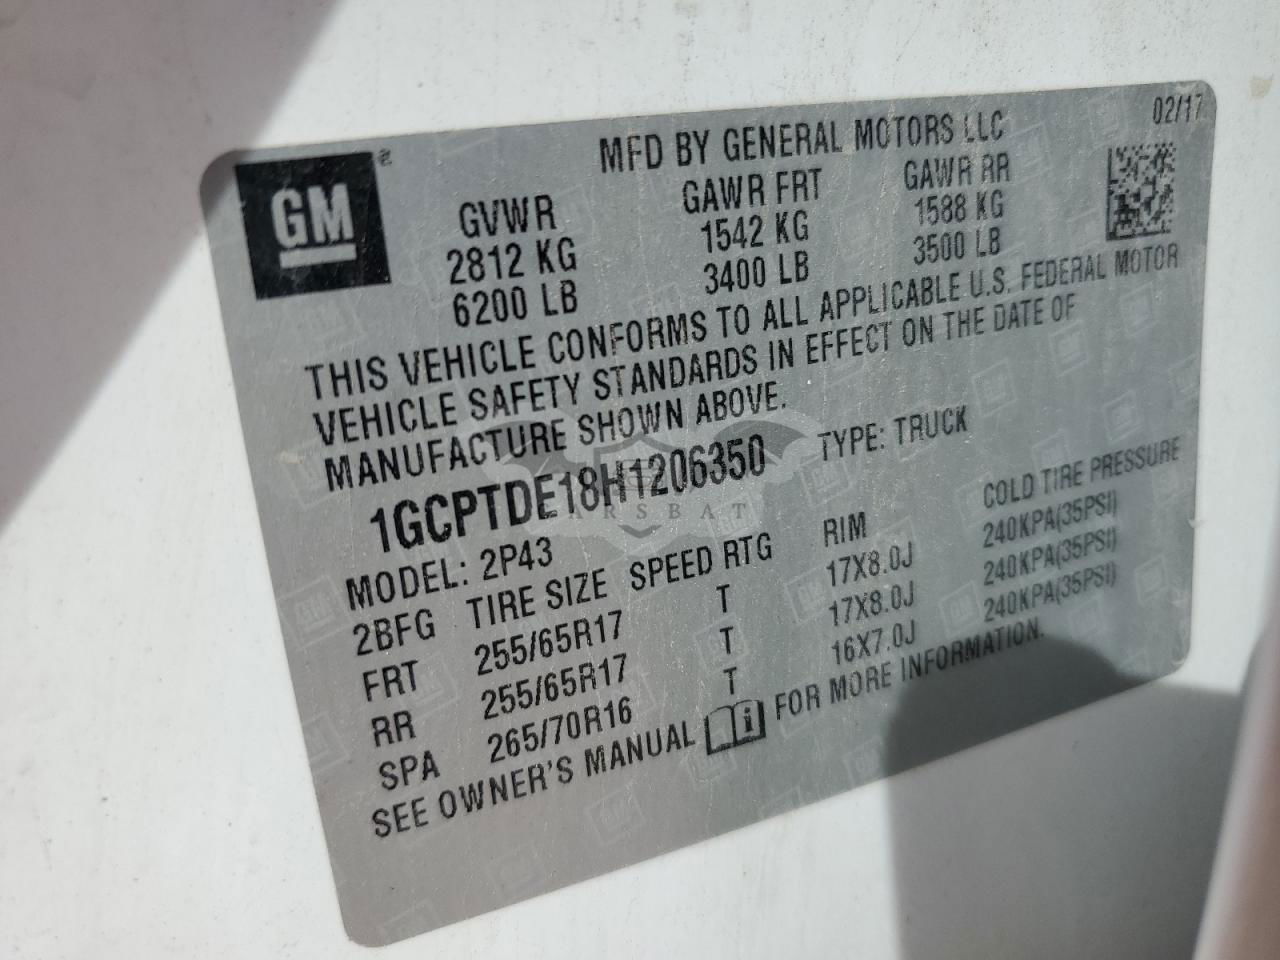 GM
MFD BY GENERAL MOTORS LLC 02/17
GVWR GAWR FRT GAWR RR
2812 KG 1542 KG 1588 KG
6200 LB 3400 LB 3500 LB
THIS VEHICLE CONFORMS TO ALL APPLICABLE U.S. FEDERAL MOTOR
VEHICLE SAFETY STANDARDS IN EFFECT ON THE DATE OF
MANUFACTURE SHOWN ABOVE.
1GCPTDE18H1206350 TYPE: TRUCK
CARSBAT
MODEL: 2P43
2BFG TIRE SIZE SPEED RTG RIM COLD TIRE PRESSURE
FRT 255/65R17 T 17X8.0J 240KPA(35PSI)
RR 255/65R17 T 17X8.0J 240KPA(35PSI)
SPA 265/70R16 T 16X7.0J 240KPA(35PSI)
SEE OWNER'S MANUAL i FOR MORE INFORMATION.